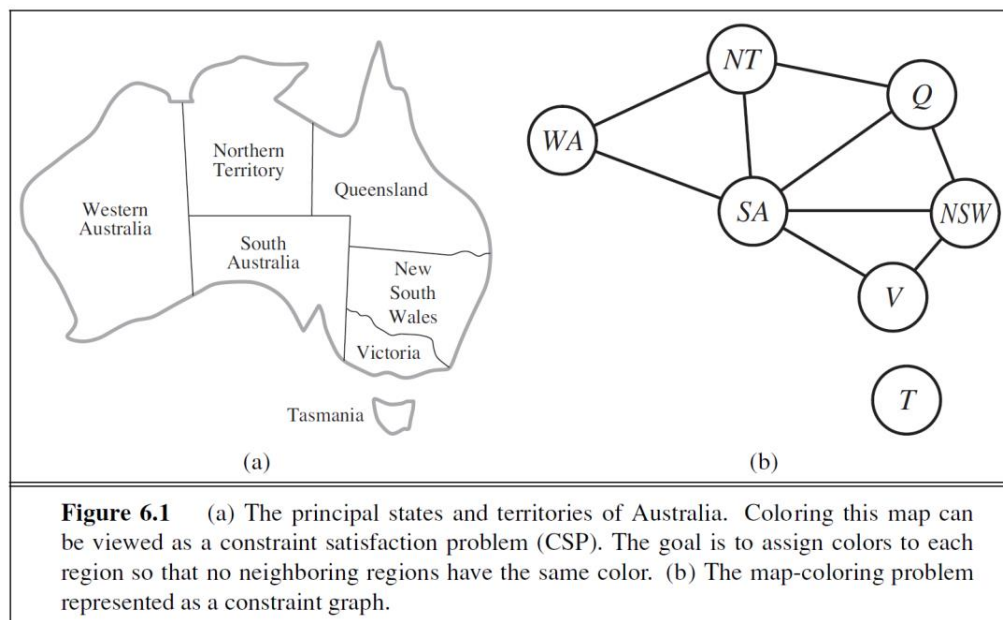 Northern
Territory
Western
Australia
Queensland
South
Australia
New
South
Wales
Victoria
Tasmania
(a)
NT
Q
WA
SA
NSW
V
T
(b)
Figure 6.1 (a) The principal states and territories of Australia. Coloring this map can
be viewed as a constraint satisfaction problem (CSP). The goal is to assign colors to each
region so that no neighboring regions have the same color. (b) The map-coloring problem
represented as a constraint graph.